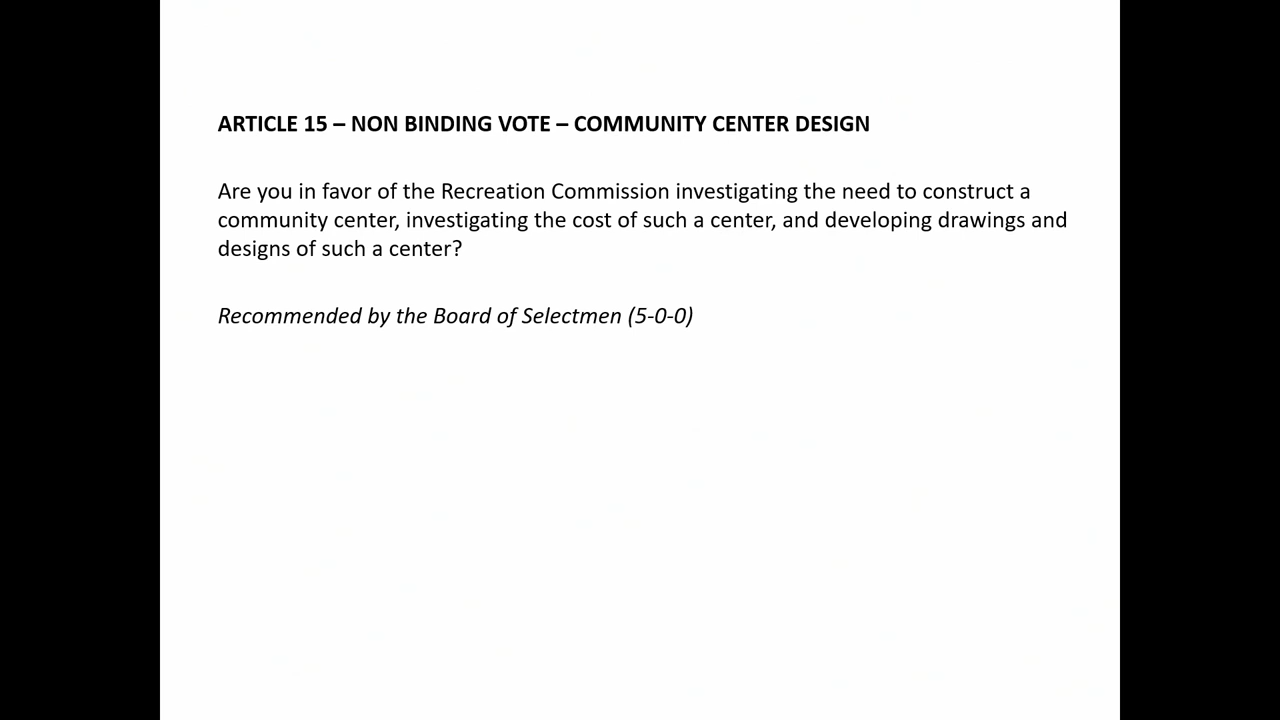 ARTICLE 15 – NON BINDING VOTE – COMMUNITY CENTER DESIGN
Are you in favor of the Recreation Commission investigating the need to construct a
community center, investigating the cost of such a center, and developing drawings and
designs of such a center?
Recommended by the Board of Selectmen (5-0-0)